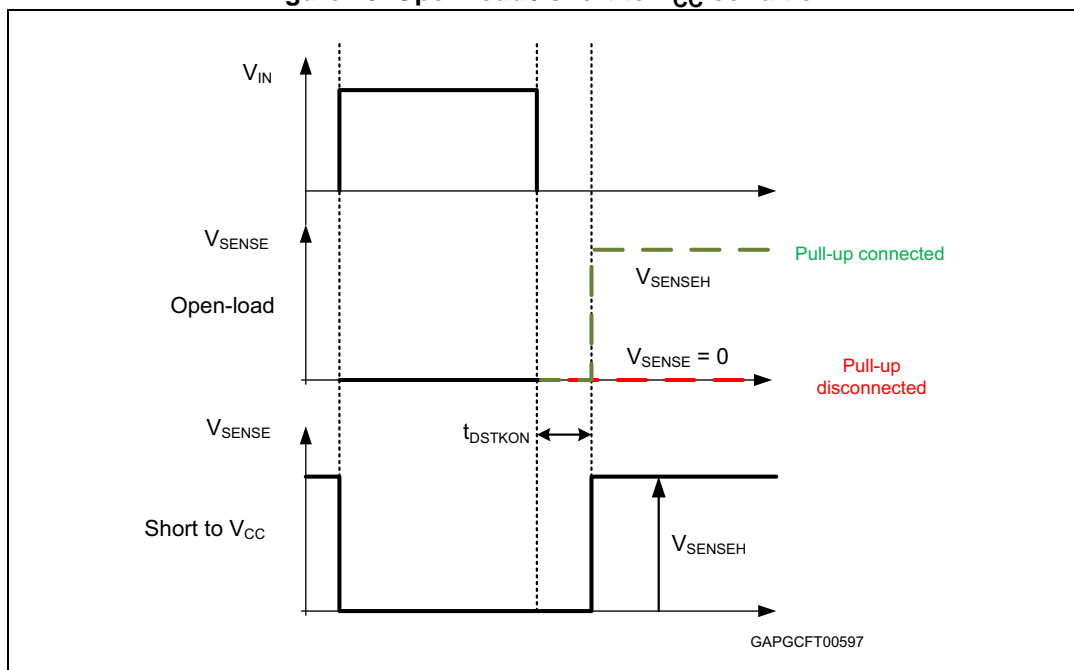 V_IN
V_SENSE
Pull-up connected
V_SENSEH
Open-load
V_SENSE = 0
Pull-up
disconnected
V_SENSE
t_DSTKON
Short to V_CC
V_SENSEH
GAPGCFT00597